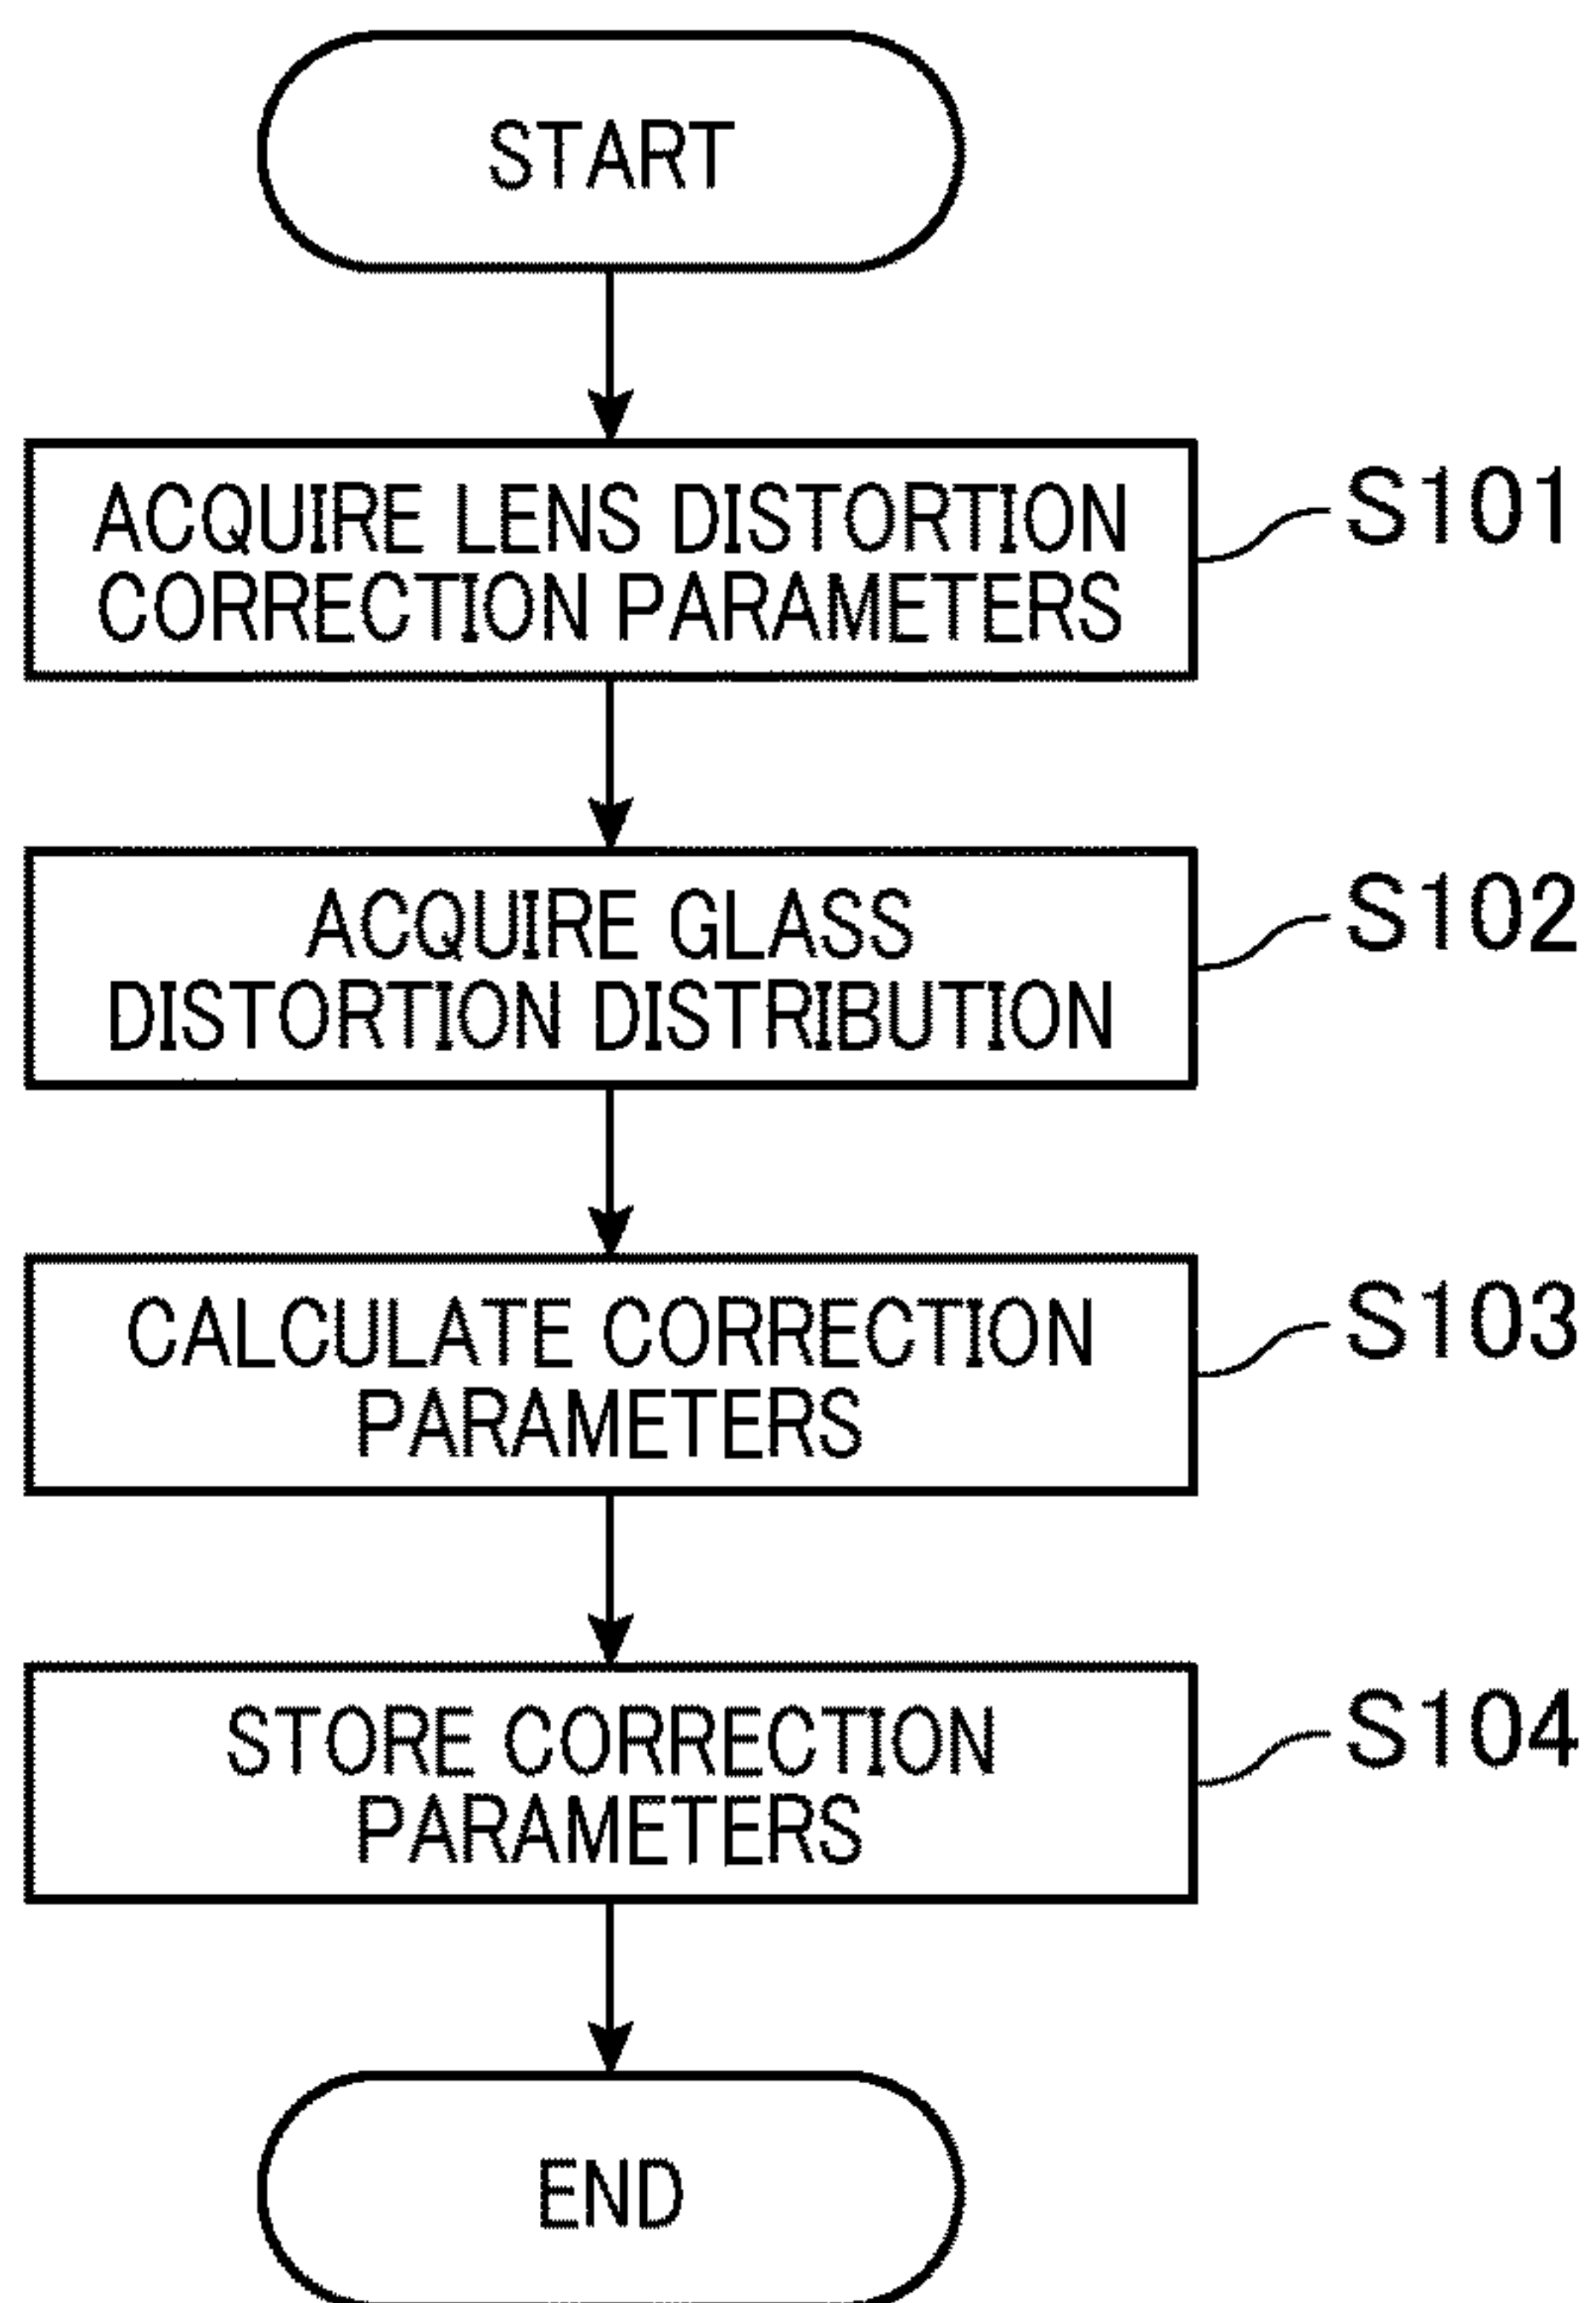 START
ACQUIRE LENS DISTORTION
CORRECTION PARAMETERS
S101
ACQUIRE GLASS
DISTORTION DISTRIBUTION
S102
CALCULATE CORRECTION
PARAMETERS
S103
STORE CORRECTION
PARAMETERS
S104
END